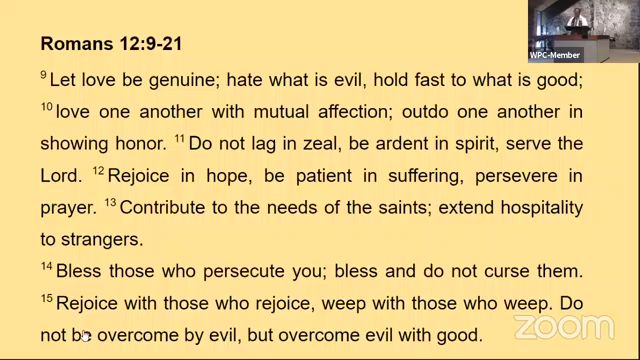 Romans 12:9-21
WPC-Member
9 Let love be genuine; hate what is evil, hold fast to what is good;
10 love one another with mutual affection; outdo one another in
showing honor. 11 Do not lag in zeal, be ardent in spirit, serve the
Lord. 12 Rejoice in hope, be patient in suffering, persevere in
prayer. 13 Contribute to the needs of the saints; extend hospitality
to strangers.
14 Bless those who persecute you; bless and do not curse them.
15 Rejoice with those who rejoice, weep with those who weep. Do
not be overcome by evil, but overcome evil with good.
zoom